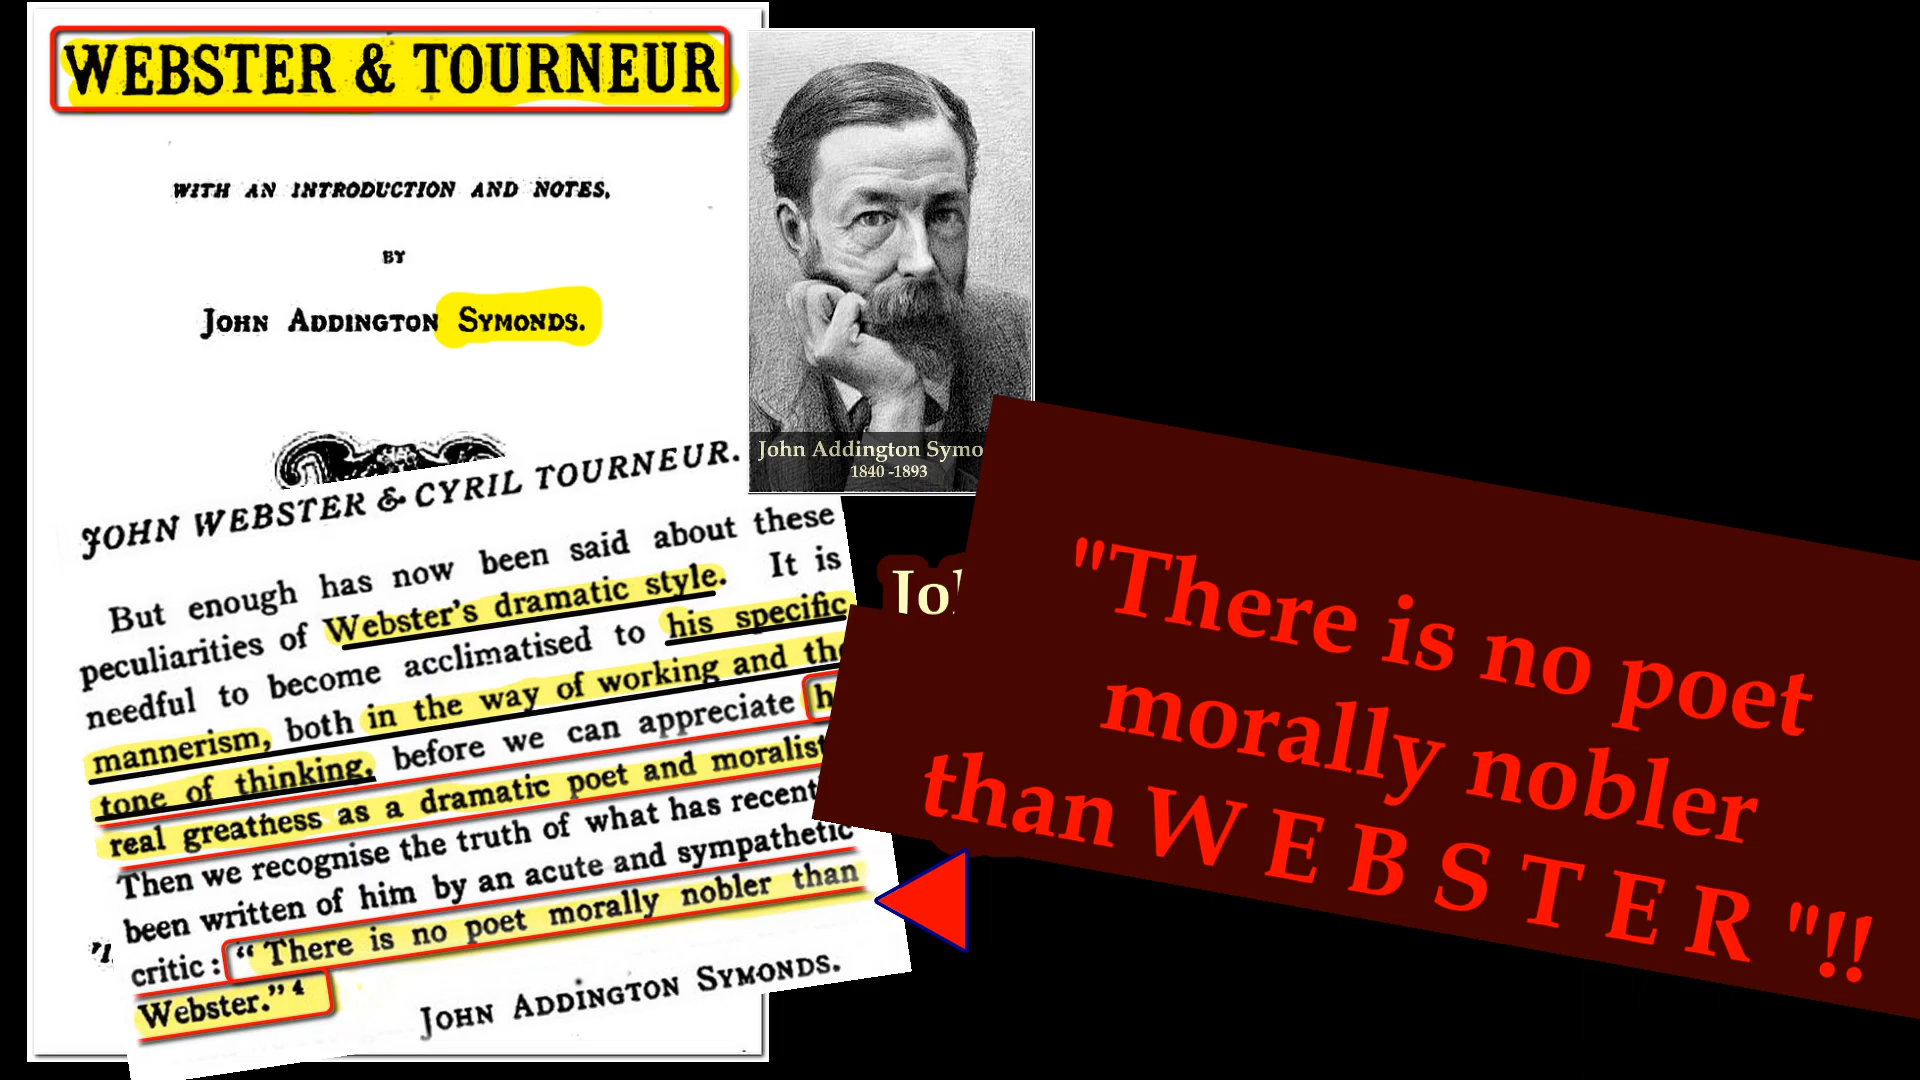 WEBSTER & TOURNEUR
WITH AN INTRODUCTION AND NOTES,
BY
JOHN ADDINGTON SYMONDS.
John Addington Symo
1840 -1893
JOHN WEBSTER & CYRIL TOURNEUR.
But enough has now been said about these
peculiarities of Webster's dramatic style. It is
needful to become acclimatised to his specific
mannerism, both in the way of working and the
tone of thinking, before we can appreciate h
real greatness as a dramatic poet and moralist
Then we recognise the truth of what has recent
been written of him by an acute and sympathetic
critic: "There is no poet morally nobler than
Webster." 4
JOHN ADDINGTON SYMONDS.
"There is no poet
morally nobler
than W E B S T E R "!!